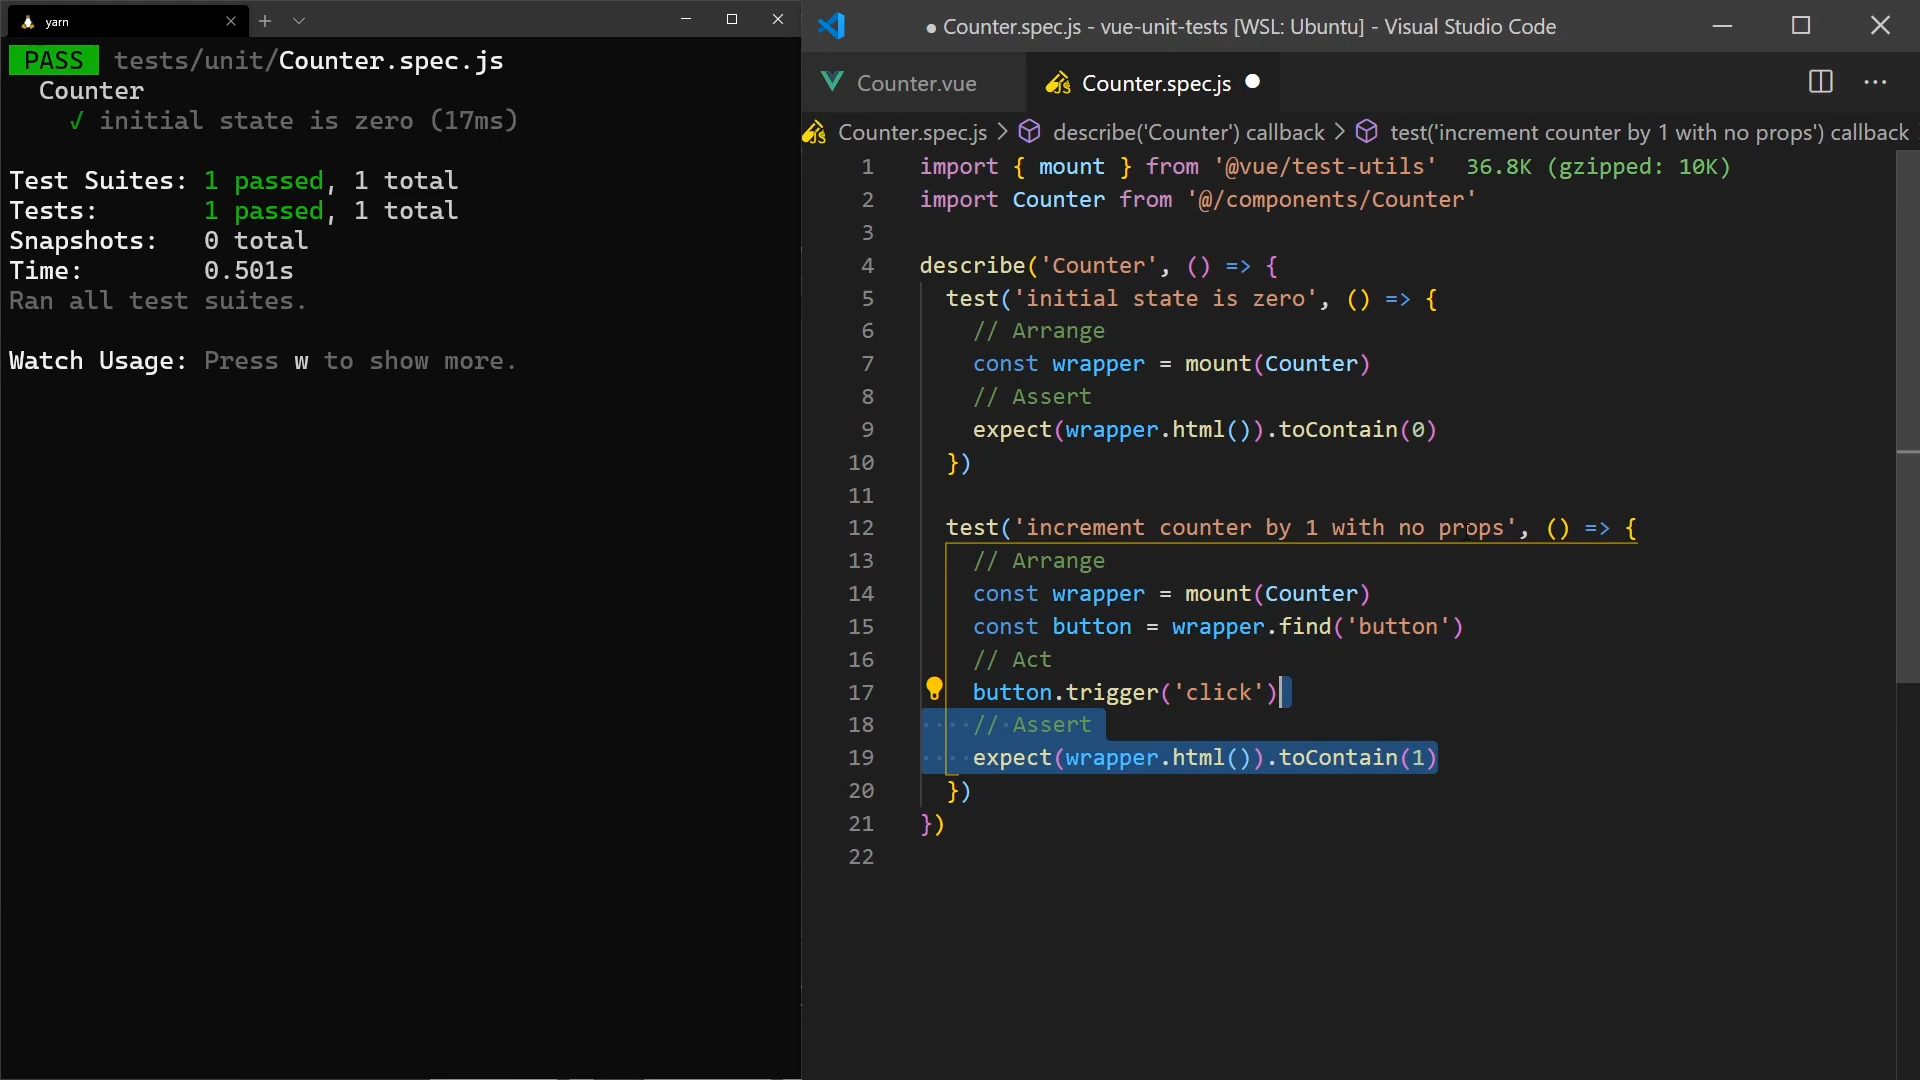 yarn
PASS tests/unit/Counter.spec.js
Counter
√ initial state is zero (17ms)
Test Suites: 1 passed, 1 total
Tests: 1 passed, 1 total
Snapshots: 0 total
Time: 0.501s
Ran all test suites.
Watch Usage: Press w to show more.
● Counter.spec.js - vue-unit-tests [WSL: Ubuntu] - Visual Studio Code
Counter.vue
Counter.spec.js
Counter.spec.js > describe('Counter') callback > test('increment counter by 1 with no props') callback
1 import { mount } from '@vue/test-utils' 36.8K (gzipped: 10K)
2 import Counter from '@/components/Counter'
3
4 describe('Counter', () => {
5 test('initial state is zero', () => {
6 // Arrange
7 const wrapper = mount(Counter)
8 // Assert
9 expect(wrapper.html()).toContain(0)
10 })
11
12 test('increment counter by 1 with no props', () => {
13 // Arrange
14 const wrapper = mount(Counter)
15 const button = wrapper.find('button')
16 // Act
17 button.trigger('click')
18 // Assert
19 expect(wrapper.html()).toContain(1)
20 })
21 })
22